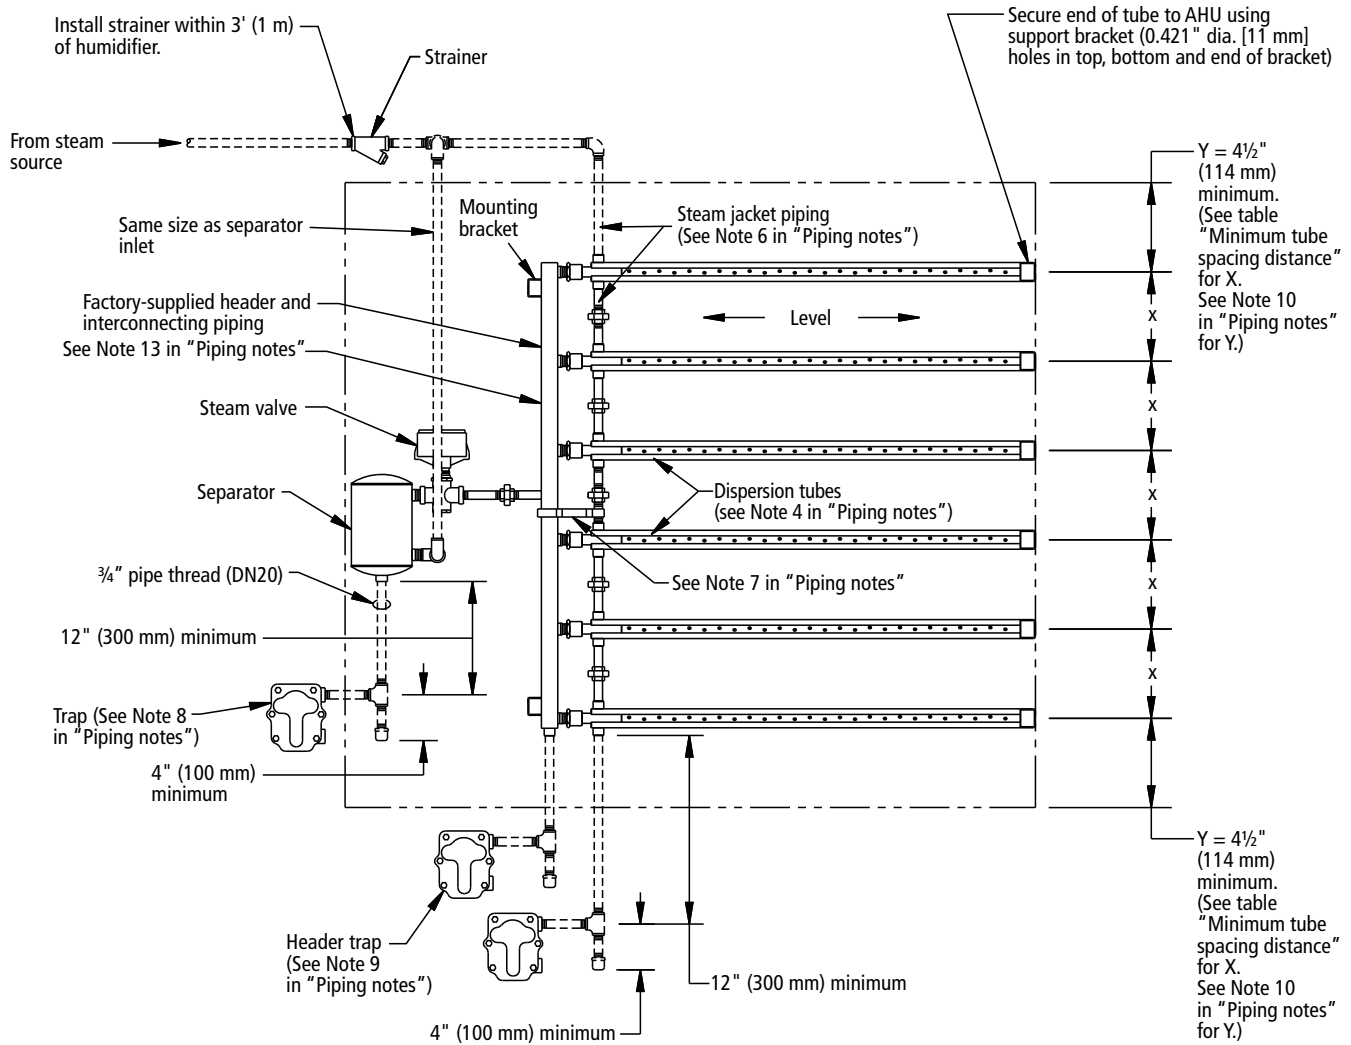 Install strainer within 3' (1 m)
of humidifier.
Strainer
Secure end of tube to AHU using
support bracket (0.421" dia. [11 mm]
holes in top, bottom and end of bracket)
From steam
source
Y = 4½"
(114 mm)
minimum.
(See table
"Minimum tube
spacing distance"
for X.
See Note 10
in "Piping notes"
for Y.)
Same size as separator
inlet
Mounting
bracket
Steam jacket piping
(See Note 6 in "Piping notes")
Factory-supplied header and
interconnecting piping
See Note 13 in "Piping notes"
Level
x
x
x
x
x
Steam valve
Separator
Dispersion tubes
(see Note 4 in "Piping notes")
¾" pipe thread (DN20)
See Note 7 in "Piping notes"
12" (300 mm) minimum
Trap (See Note 8
in "Piping notes")
4" (100 mm)
minimum
Header trap
(See Note 9
in "Piping notes")
12" (300 mm) minimum
4" (100 mm) minimum
Y = 4½"
(114 mm)
minimum.
(See table
"Minimum tube
spacing distance"
for X.
See Note 10
in "Piping notes"
for Y.)